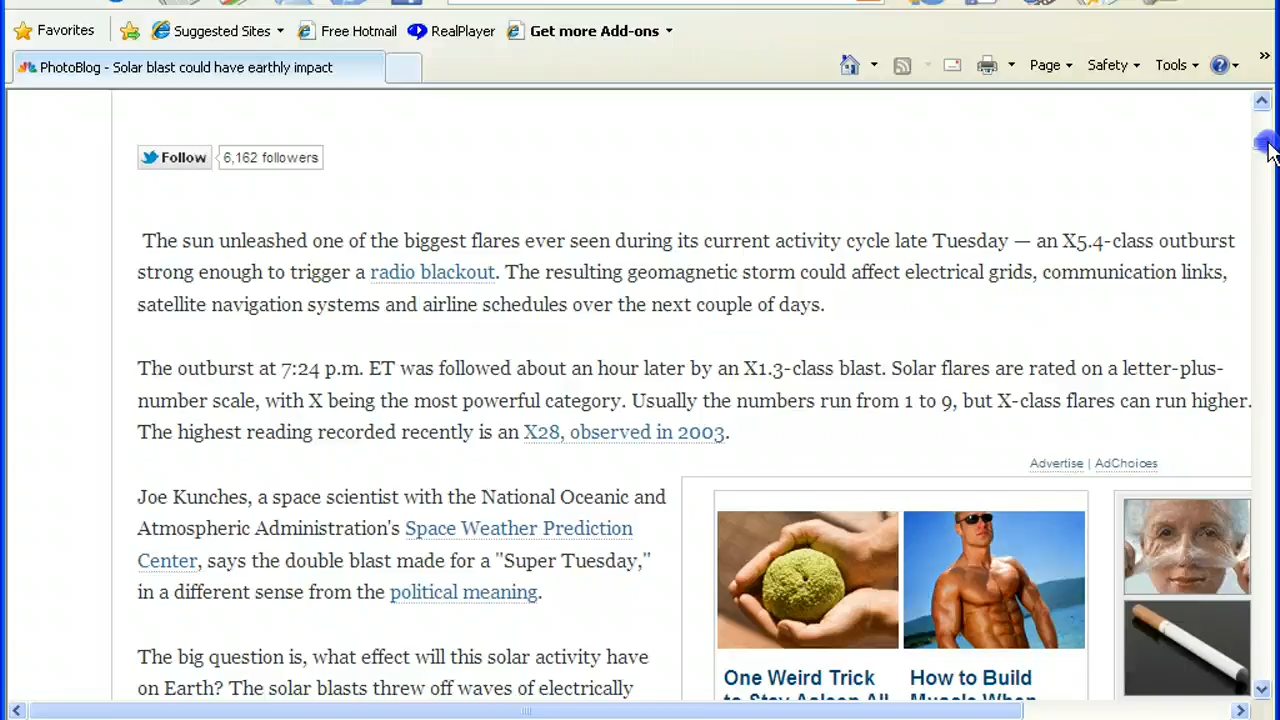 Favorites Suggested Sites Free Hotmail RealPlayer Get more Add-ons
PhotoBlog - Solar blast could have earthly impact Page Safety Tools
Follow 6,162 followers
The sun unleashed one of the biggest flares ever seen during its current activity cycle late Tuesday — an X5.4-class outburst
strong enough to trigger a radio blackout. The resulting geomagnetic storm could affect electrical grids, communication links,
satellite navigation systems and airline schedules over the next couple of days.
The outburst at 7:24 p.m. ET was followed about an hour later by an X1.3-class blast. Solar flares are rated on a letter-plus-
number scale, with X being the most powerful category. Usually the numbers run from 1 to 9, but X-class flares can run higher.
The highest reading recorded recently is an X28, observed in 2003.
Advertise | AdChoices
Joe Kunches, a space scientist with the National Oceanic and
Atmospheric Administration's Space Weather Prediction
Center, says the double blast made for a "Super Tuesday,"
in a different sense from the political meaning.
The big question is, what effect will this solar activity have
on Earth? The solar blasts threw off waves of electrically
One Weird Trick
to Stay Asleep All
How to Build
Muscle When